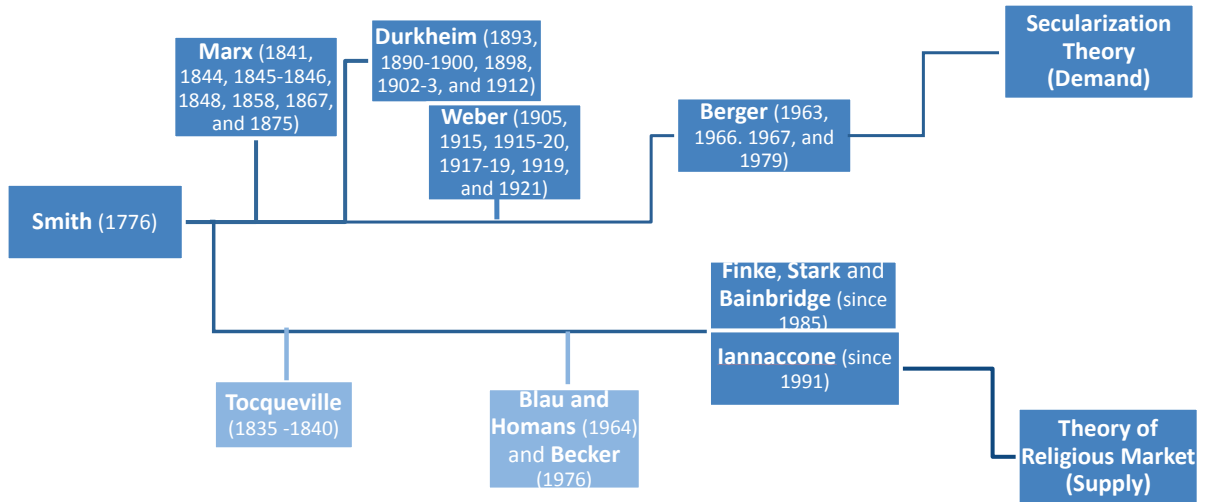 Marx (1841,
1844, 1845-1846,
1848, 1858, 1867,
and 1875)
Durkheim (1893,
1890-1900, 1898,
1902-3, and 1912)
Weber (1905,
1915, 1915-20,
1917-19, 1919,
and 1921)
Berger (1963,
1966. 1967, and
1979)
Secularization
Theory
(Demand)
Smith (1776)
Finke, Stark and
Bainbridge (since
1985)
Iannaccone (since
1991)
Tocqueville
(1835 -1840)
Blau and
Homans (1964)
and Becker
(1976)
Theory of
Religious Market
(Supply)